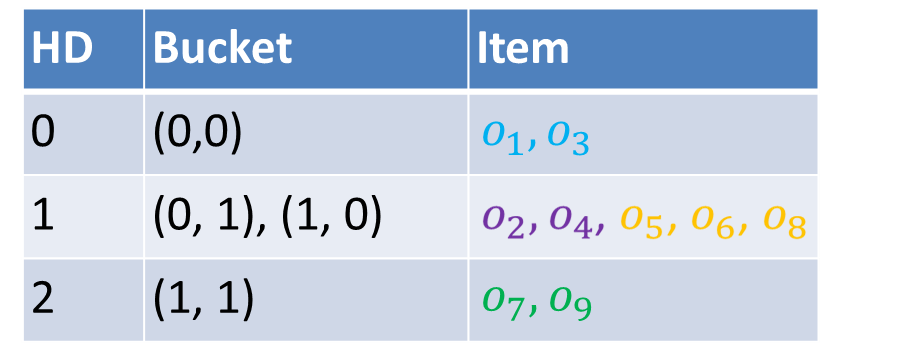 HD Bucket Item
0 (0,0) o₁, o₃
1 (0, 1), (1, 0) o₂, o₄, o₅, o₆, o₈
2 (1, 1) o₇, o₉